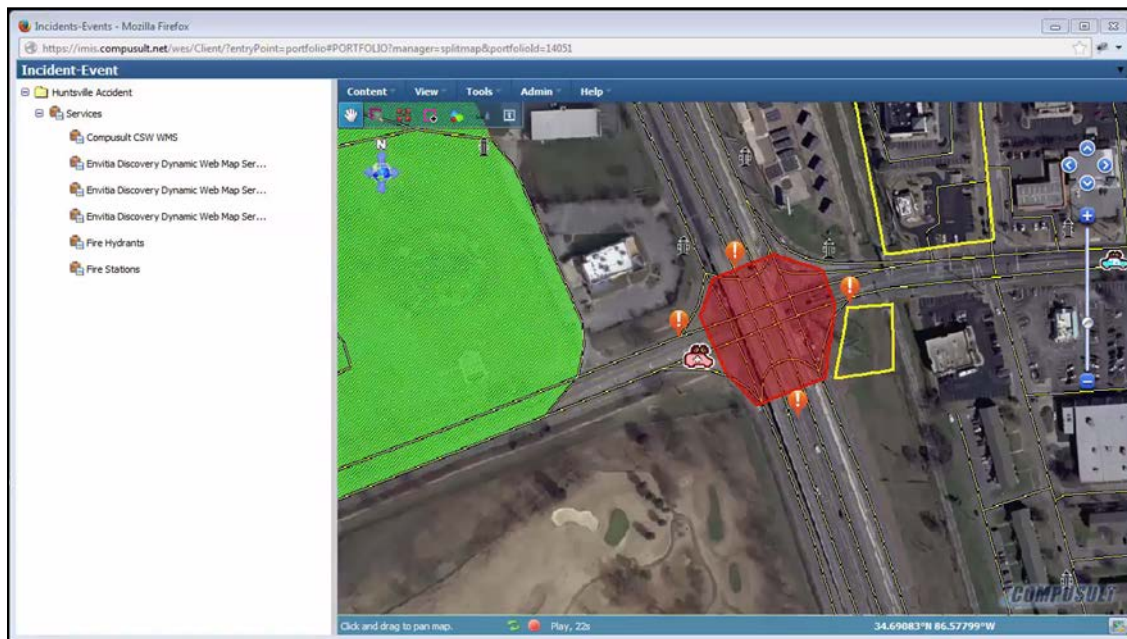 Incidents-Events - Mozilla Firefox
https://imis.compusult.net/wes/Client/?entryPoint=portfolio#PORTFOLIO?manager=splitmap&portfolioId=14051
Incident-Event
Huntsville Accident
Services
Compusult CSW WMS
Envitia Discovery Dynamic Web Map Ser...
Envitia Discovery Dynamic Web Map Ser...
Envitia Discovery Dynamic Web Map Ser...
Fire Hydrants
Fire Stations
Content View Tools Admin Help
N
COMPUSULT
Click and drag to pan map. Play, 22s 34.69083°N 86.57799°W